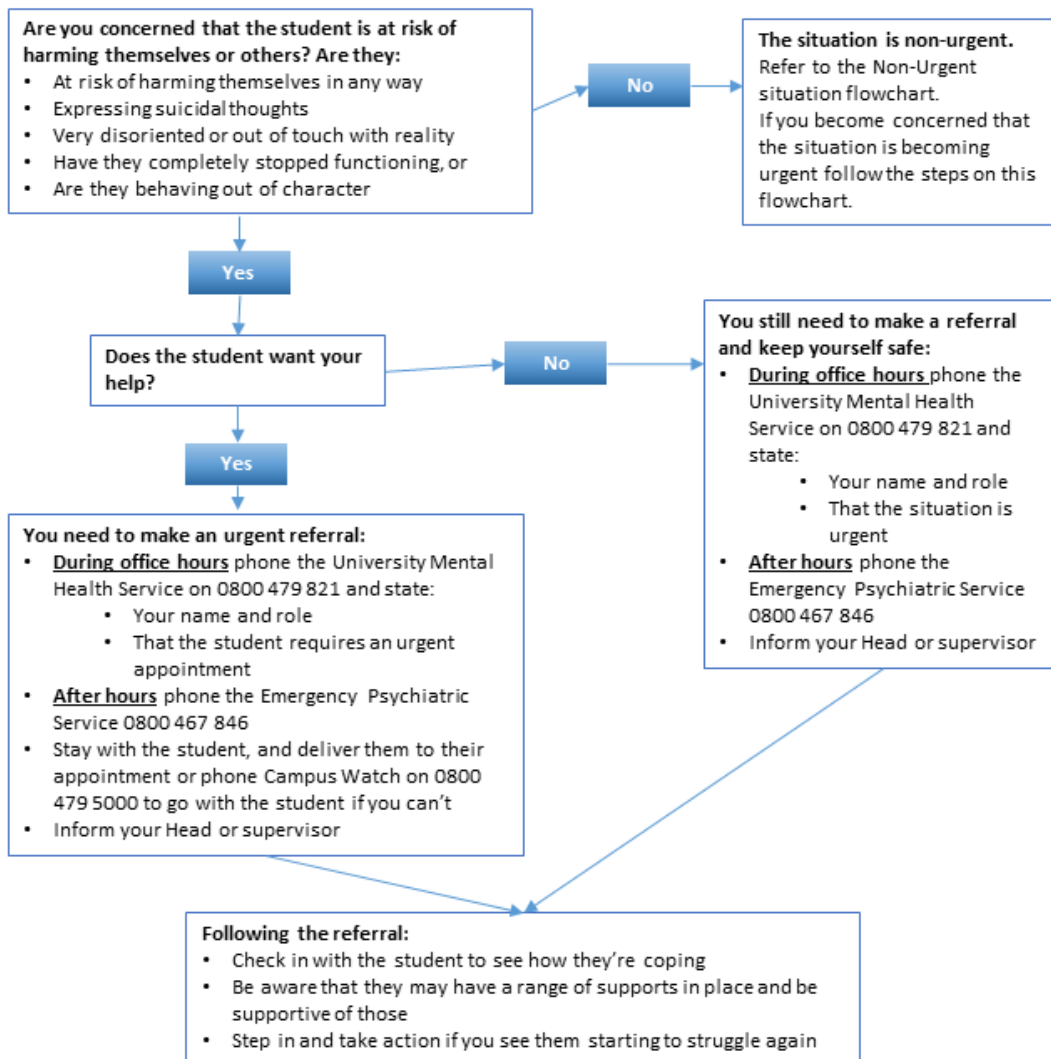 Are you concerned that the student is at risk of
harming themselves or others? Are they:
• At risk of harming themselves in any way
• Expressing suicidal thoughts
• Very disoriented or out of touch with reality
• Have they completely stopped functioning, or
• Are they behaving out of character
No
The situation is non-urgent.
Refer to the Non-Urgent
situation flowchart.
If you become concerned that
the situation is becoming
urgent follow the steps on this
flowchart.
Yes
Does the student want your
help?
No
You still need to make a referral
and keep yourself safe:
• During office hours phone the
University Mental Health
Service on 0800 479 821 and
state:
• Your name and role
• That the situation is
urgent
• After hours phone the
Emergency Psychiatric Service
0800 467 846
• Inform your Head or supervisor
Yes
You need to make an urgent referral:
• During office hours phone the University Mental
Health Service on 0800 479 821 and state:
• Your name and role
• That the student requires an urgent
appointment
• After hours phone the Emergency Psychiatric
Service 0800 467 846
• Stay with the student, and deliver them to their
appointment or phone Campus Watch on 0800
479 5000 to go with the student if you can't
• Inform your Head or supervisor
Following the referral:
• Check in with the student to see how they're coping
• Be aware that they may have a range of supports in place and be
supportive of those
• Step in and take action if you see them starting to struggle again